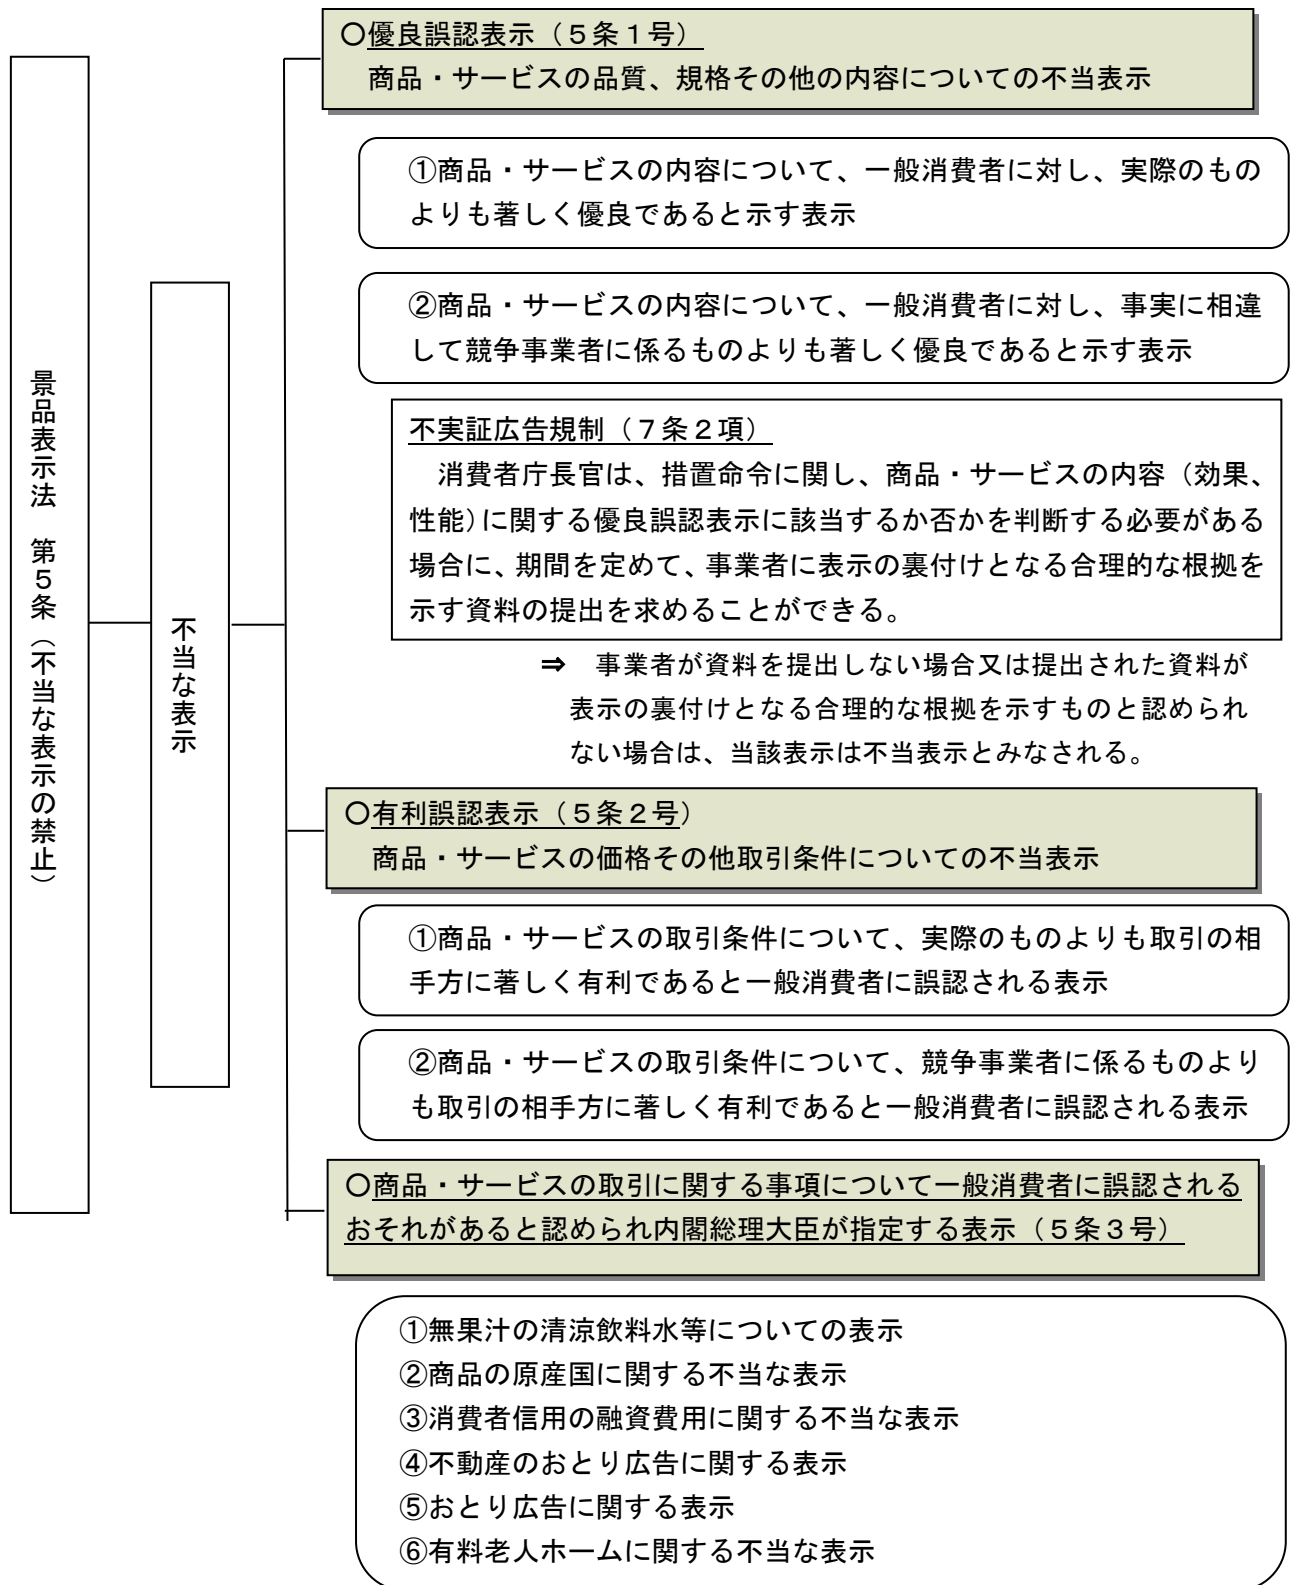 景品表示法　第５条（不当な表示の禁止）
不当な表示
〇優良誤認表示（５条１号）
商品・サービスの品質、規格その他の内容についての不当表示
①商品・サービスの内容について、一般消費者に対し、実際のもの
よりも著しく優良であると示す表示
②商品・サービスの内容について、一般消費者に対し、事実に相違
して競争事業者に係るものよりも著しく優良であると示す表示
不実証広告規制（７条２項）
消費者庁長官は、措置命令に関し、商品・サービスの内容（効果、
性能）に関する優良誤認表示に該当するか否かを判断する必要がある
場合に、期間を定めて、事業者に表示の裏付けとなる合理的な根拠を
示す資料の提出を求めることができる。
⇒　事業者が資料を提出しない場合又は提出された資料が
表示の裏付けとなる合理的な根拠を示すものと認められ
ない場合は、当該表示は不当表示とみなされる。
〇有利誤認表示（５条２号）
商品・サービスの価格その他取引条件についての不当表示
①商品・サービスの取引条件について、実際のものよりも取引の相
手方に著しく有利であると一般消費者に誤認される表示
②商品・サービスの取引条件について、競争事業者に係るものより
も取引の相手方に著しく有利であると一般消費者に誤認される表示
〇商品・サービスの取引に関する事項について一般消費者に誤認される
おそれがあると認められ内閣総理大臣が指定する表示（５条３号）
①無果汁の清涼飲料水等についての表示
②商品の原産国に関する不当な表示
③消費者信用の融資費用に関する不当な表示
④不動産のおとり広告に関する表示
⑤おとり広告に関する表示
⑥有料老人ホームに関する不当な表示